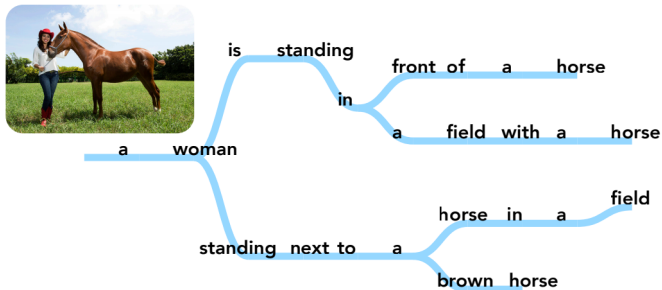 is standing
front of a horse
in
a field with a horse
a woman
field
horse in a
standing next to a
brown horse